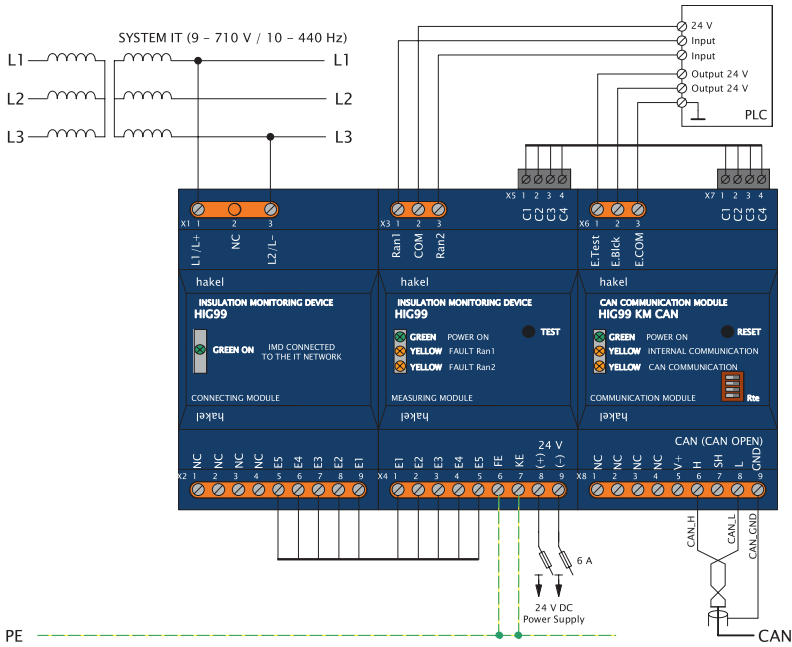 SYSTEM IT (9 – 710 V / 10 – 440 Hz)
L1
L1
L2
L2
L3
L3
24 V
Input
Input
Output 24 V
Output 24 V
PLC
X5 1 2 3 4
X7 1 2 3 4
C1 C2 C3 C4
C1 C2 C3 C4
X1 1 2 3
X3 1 2 3
X6 1 2 3
L1/L+ NC L2/L-
Ran1 COM Ran2
E.Test E.Blck E.COM
hakel
hakel
hakel
INSULATION MONITORING DEVICE
HIG99
GREEN ON
IMD CONNECTED
TO THE IT NETWORK
CONNECTING MODULE
hakel
INSULATION MONITORING DEVICE
HIG99
GREEN POWER ON
TEST
YELLOW FAULT Ran1
YELLOW FAULT Ran2
MEASURING MODULE
hakel
CAN COMMUNICATION MODULE
HIG99 KM CAN
GREEN POWER ON
RESET
YELLOW INTERNAL COMMUNICATION
YELLOW CAN COMMUNICATION
COMMUNICATION MODULE
Rte
hakel
24 V
CAN (CAN OPEN)
NC NC NC NC E5 E4 E3 E2 E1
X2 1 2 3 4 5 6 7 8 9
E1 E2 E3 E4 E5 FE KE (+) (-)
X4 1 2 3 4 5 6 7 8 9
NC NC NC NC V+ H SH L GND
X8 1 2 3 4 5 6 7 8 9
CAN_H
CAN_L
CAN_GND
6 A
24 V DC
Power Supply
PE
CAN